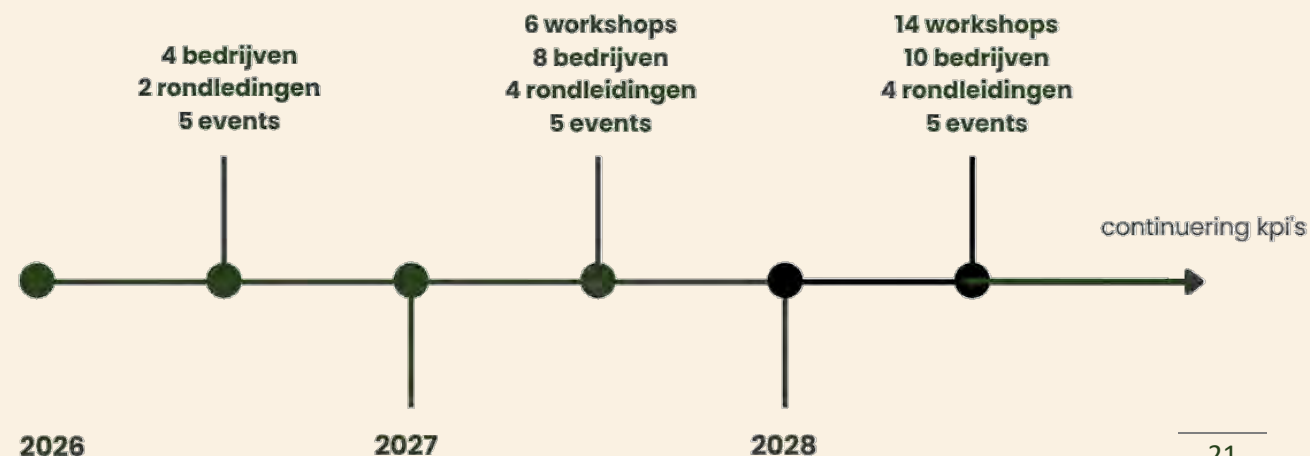 4 bedrijven
2 rondledingen
5 events
6 workshops
8 bedrijven
4 rondleidingen
5 events
14 workshops
10 bedrijven
4 rondleidingen
5 events
continuering kpi's
2026
2027
2028
21